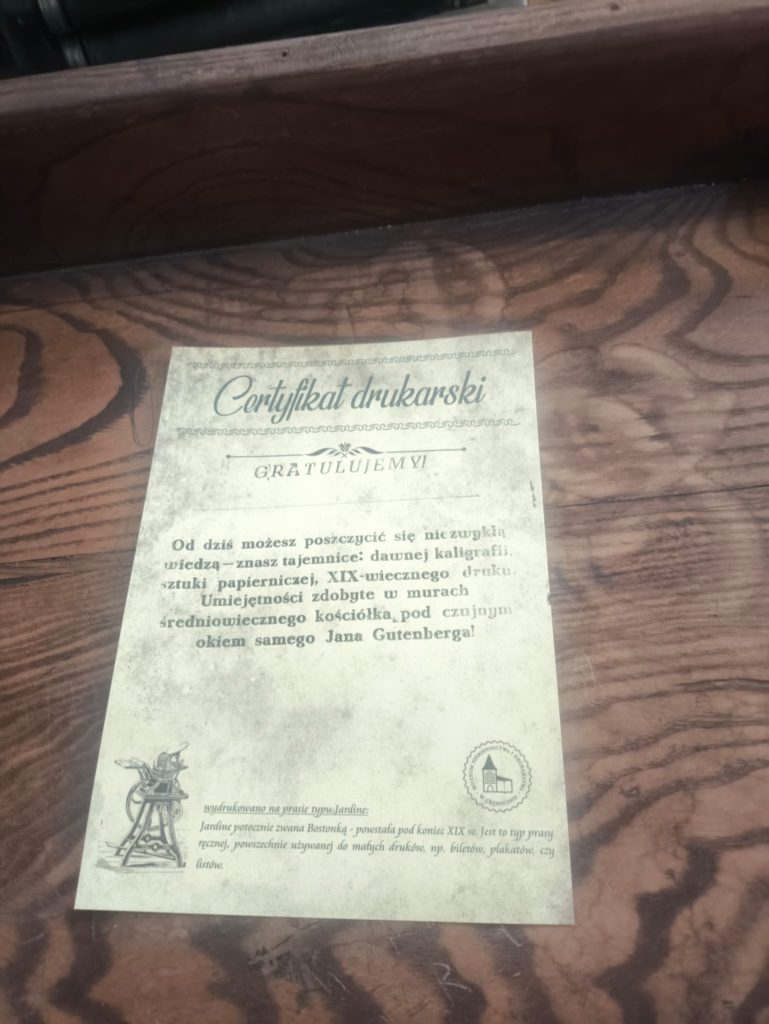 Certyfikat drukarski
GRATULUJEMY!
Od dziś możesz poszczycić się niezwykłą
wiedzą – znasz tajemnice: dawnej kaligrafii,
sztuki papierniczej, XIX-wiecznego druku.
Umiejętności zdobyte w murach
średniowiecznego kościółka, pod czujnym
okiem samego Jana Gutenberga!
wydrukowano na prasie typu Jardine:
Jardine potocznie zwana Bostonką - powstała pod koniec XIX w. Jest to typ prasy
ręcznej, powszechnie używanej do małych druków, np. biletów, plakatów, czy
listów.